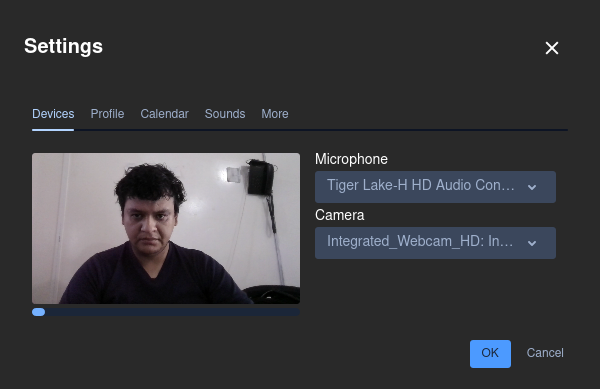 Settings
Devices Profile Calendar Sounds More
Microphone
Tiger Lake-H HD Audio Con...
Camera
Integrated_Webcam_HD: In...
OK Cancel